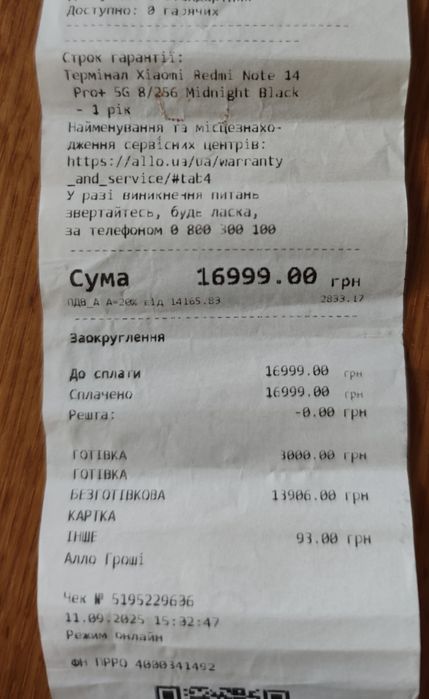 Доступно: 0 гарячих
Строк гарантії:
Термінал Xiaomi Redmi Note 14
Pro+ 5G 8/256 Midnight Black
- 1 рік
Найменування та місцезнахо-
дження сервісних центрів:
https://allo.ua/ua/warranty
_and_service/#tab4
У разі виникнення питань
звертайтесь, будь ласка,
за телефоном 0 800 300 100
Сума 16999.00 грн
ПДВ_А А=20% від 14165.83 2833.17
Заокруглення
До сплати 16999.00 грн
Сплачено 16999.00 грн
Решта: -0.00 грн
ГОТІВКА 3000.00 грн
ГОТІВКА
БЕЗГОТІВКОВА 13906.00 грн
КАРТКА
ІНШЕ 93.00 грн
Алло Гроші
Чек № 5195229636
11.09.2025 15:32:47
Режим Онлайн
ФН ПРРО 4000341492